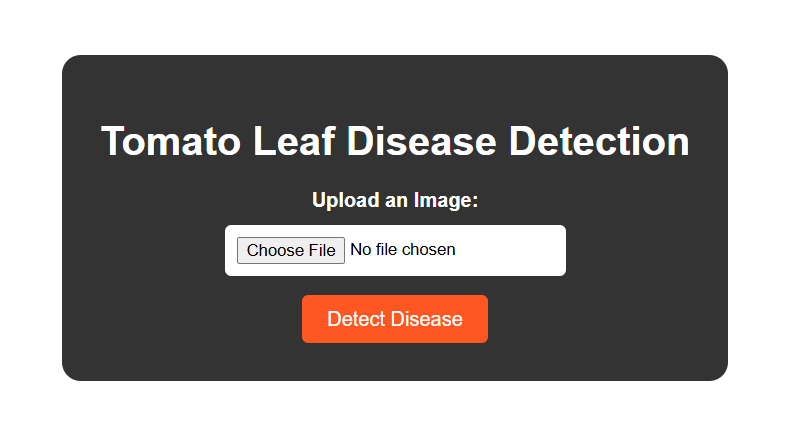 Tomato Leaf Disease Detection
Upload an Image:
Choose File No file chosen
Detect Disease